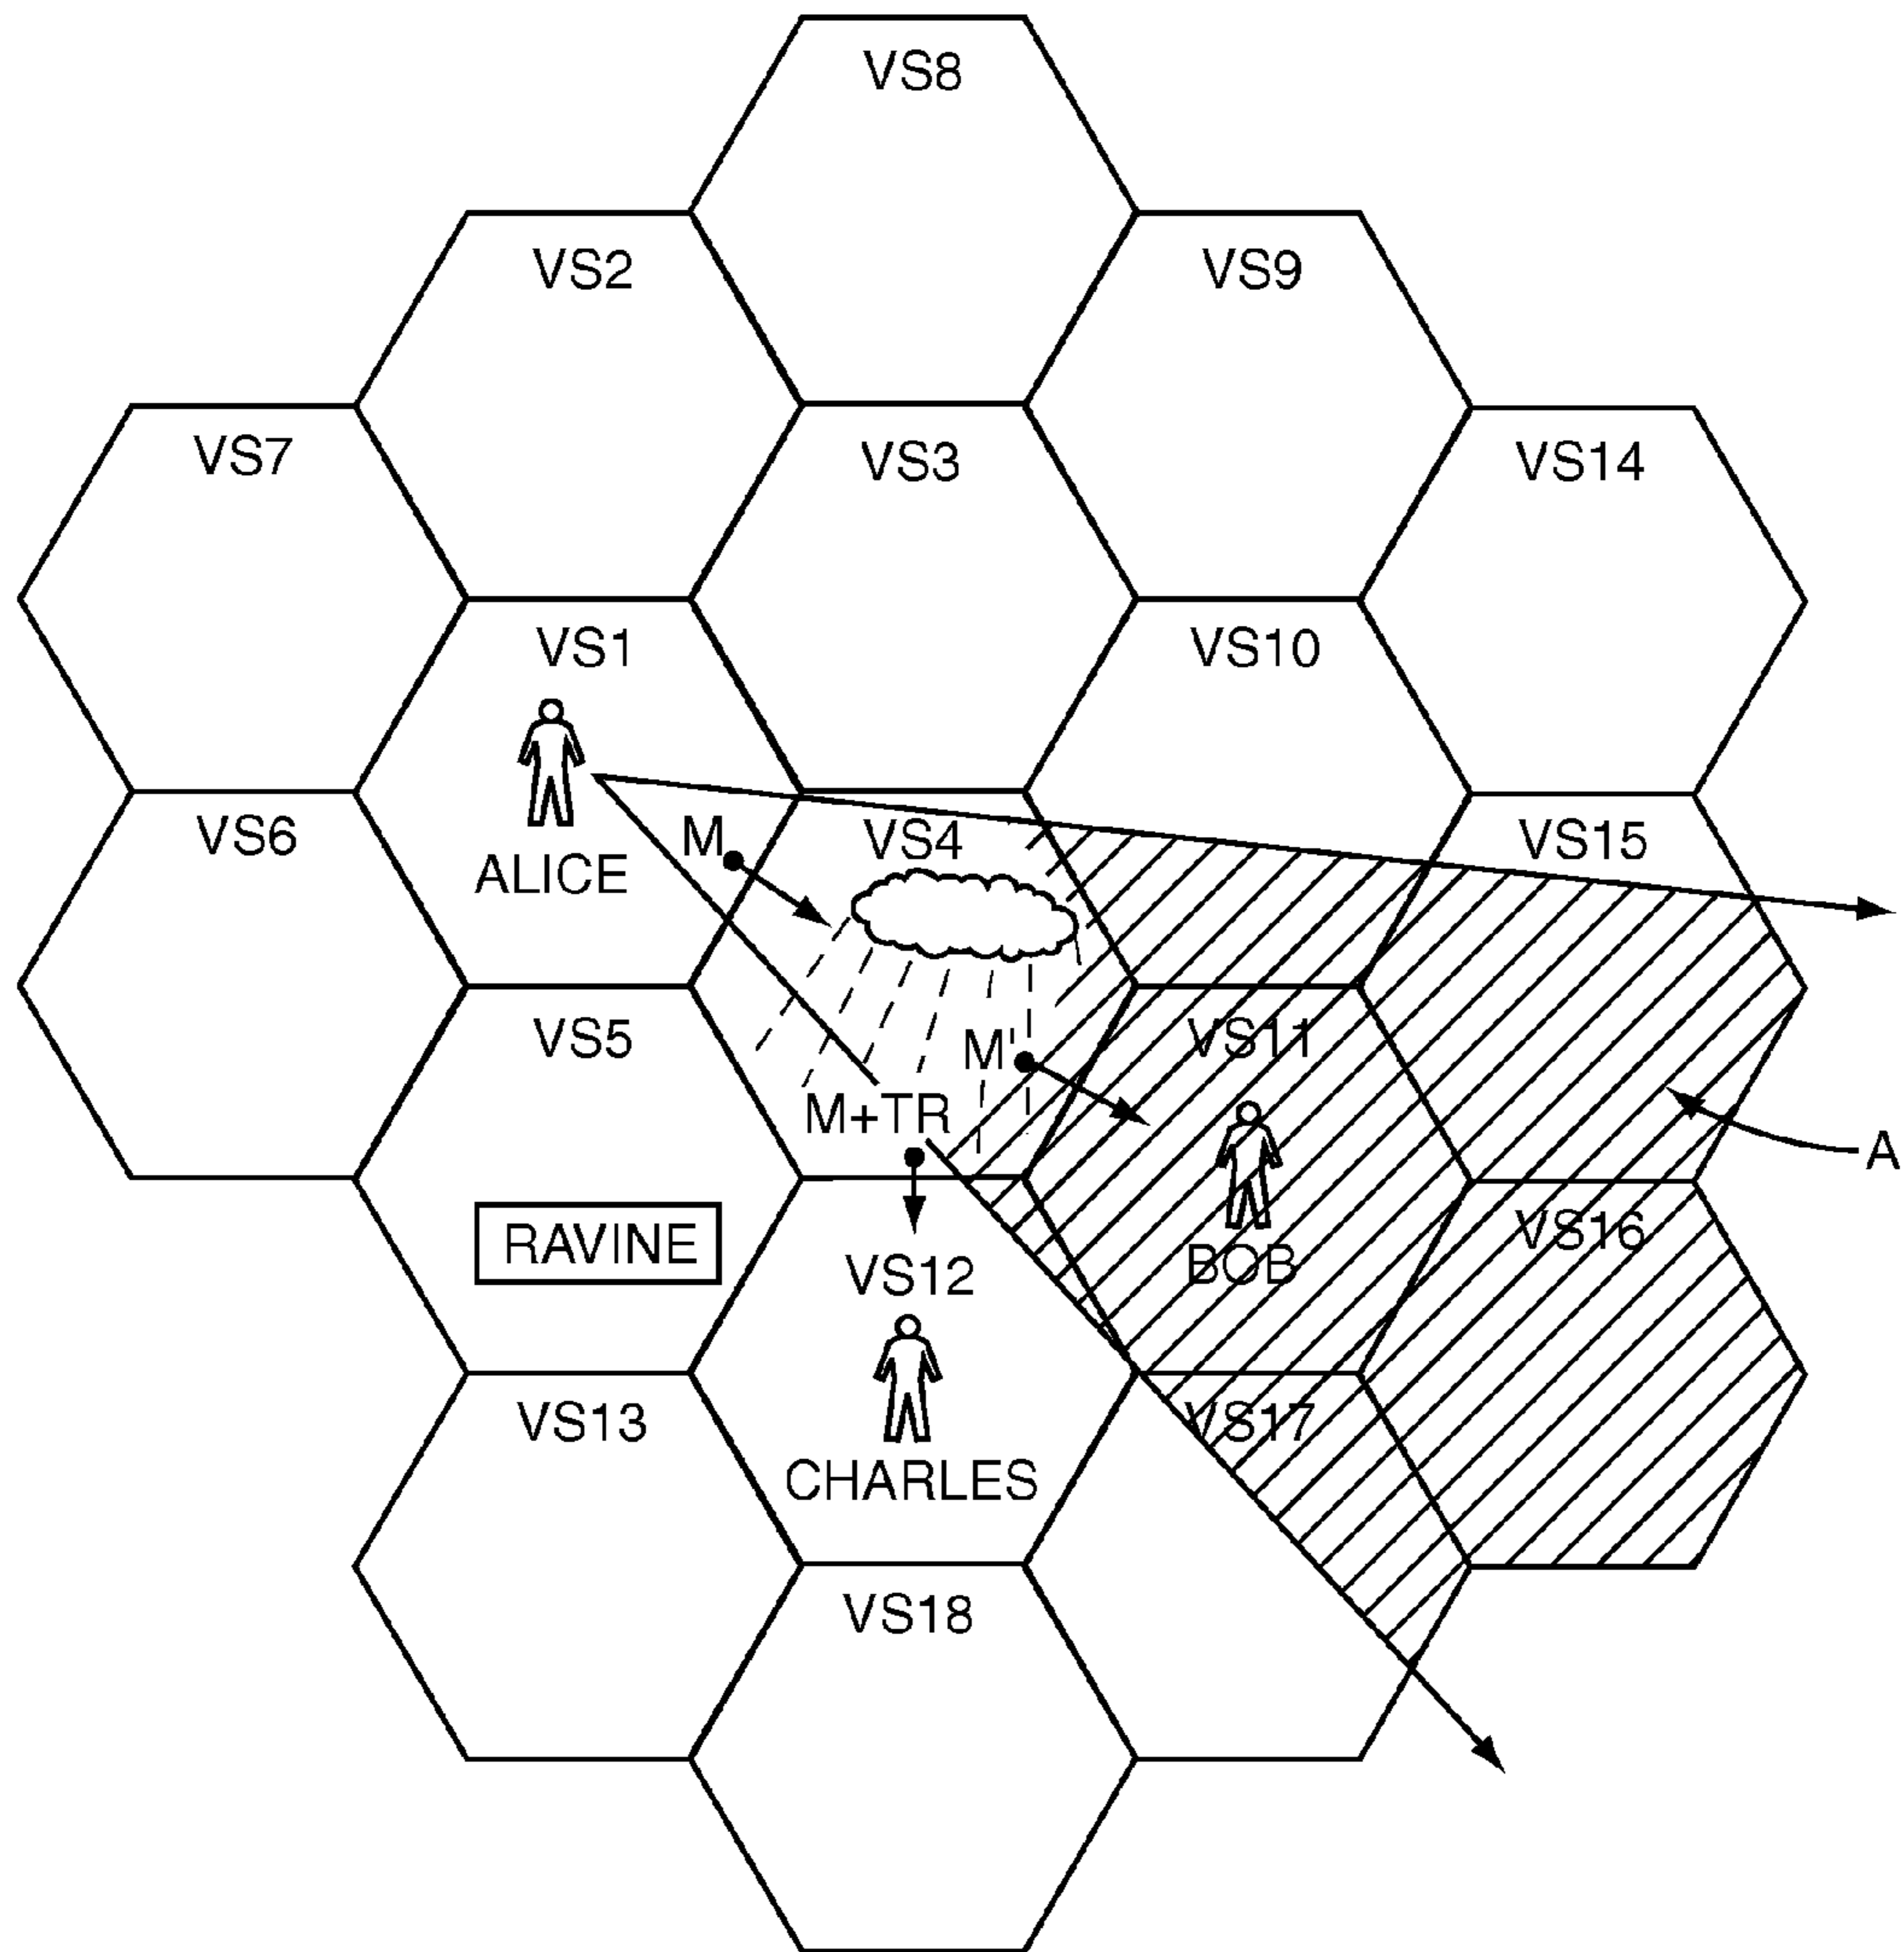 VS8
VS2
VS9
VS7
VS3
VS14
VS1
VS10
VS6
ALICE
M
VS4
VS15
VS5
M'
VS11
M+TR
A
RAVINE
VS12
BOB
VS16
VS13
CHARLES
VS17
VS18